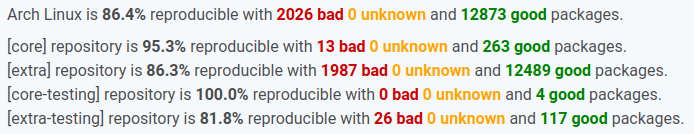 Arch Linux is 86.4% reproducible with 2026 bad 0 unknown and 12873 good packages.
[core] repository is 95.3% reproducible with 13 bad 0 unknown and 263 good packages.
[extra] repository is 86.3% reproducible with 1987 bad 0 unknown and 12489 good packages.
[core-testing] repository is 100.0% reproducible with 0 bad 0 unknown and 4 good packages.
[extra-testing] repository is 81.8% reproducible with 26 bad 0 unknown and 117 good packages.